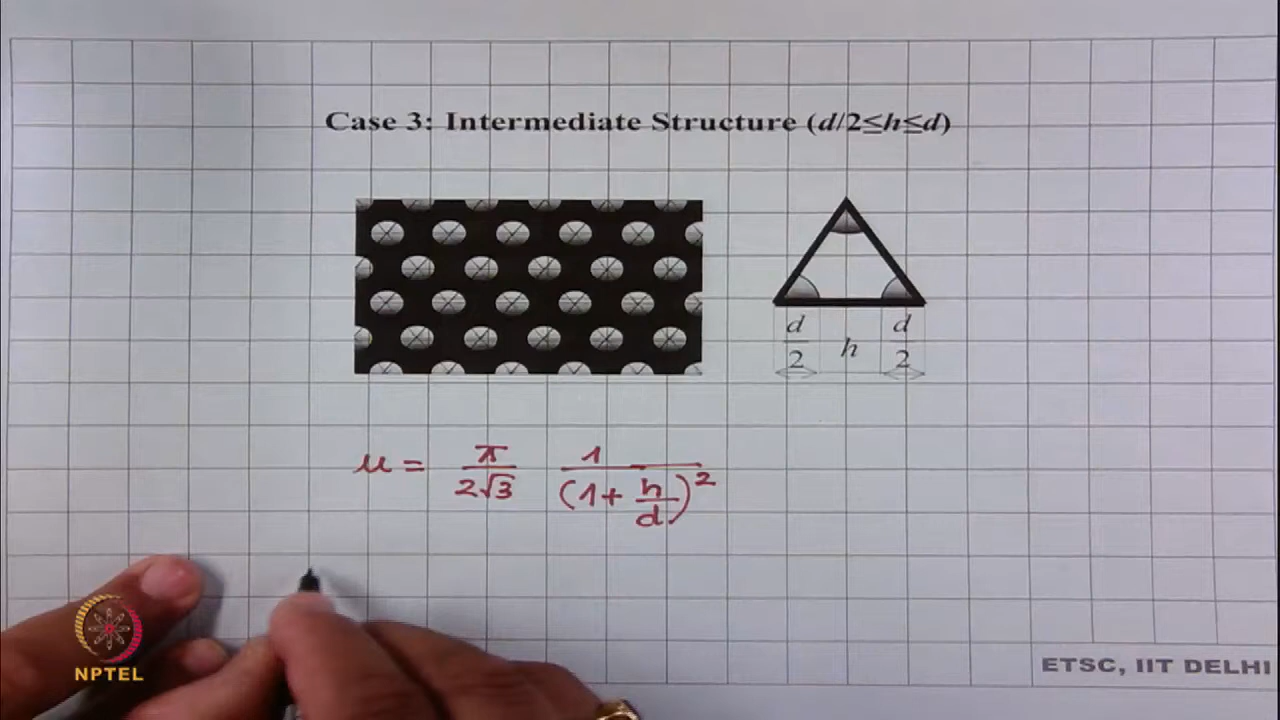 Case 3: Intermediate Structure (d/2≤h≤d)
d/2 h d/2
μ = π/(2√3) 1/(1+h/d)²
NPTEL
ETSC, IIT DELHI